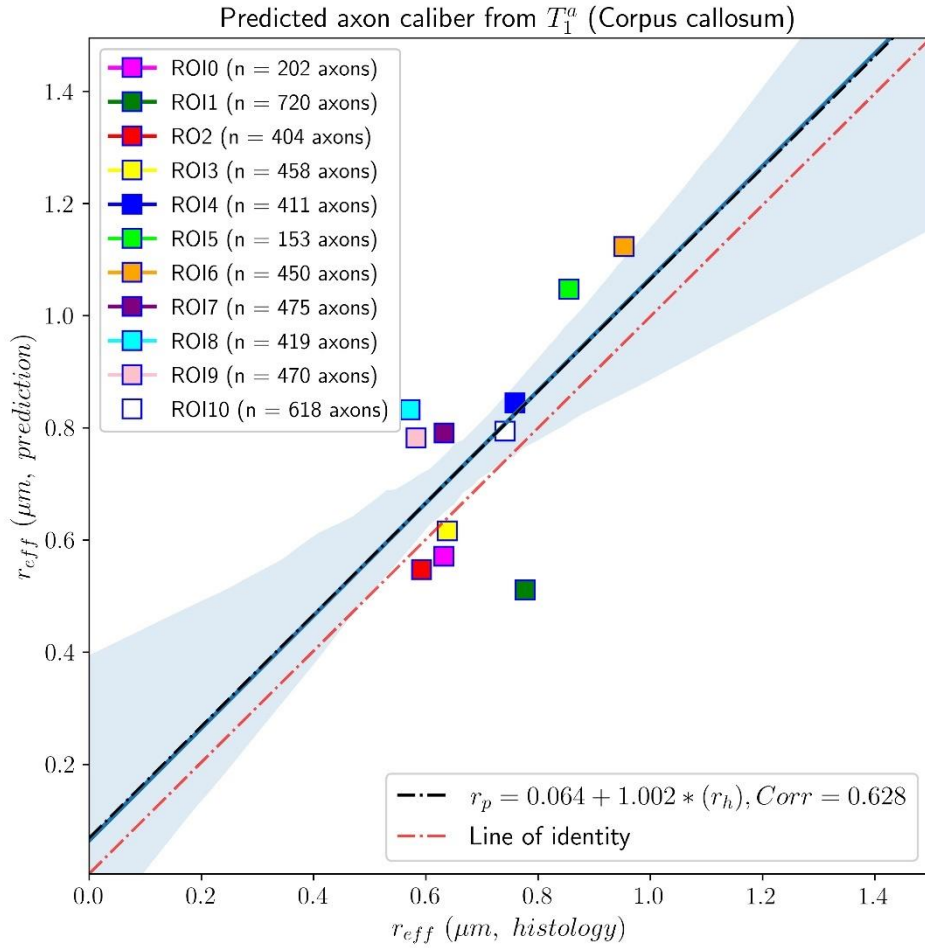 Predicted axon caliber from $T_1^a$ (Corpus callosum)
ROI0 (n = 202 axons)
ROI1 (n = 720 axons)
RO2 (n = 404 axons)
ROI3 (n = 458 axons)
ROI4 (n = 411 axons)
ROI5 (n = 153 axons)
ROI6 (n = 450 axons)
ROI7 (n = 475 axons)
ROI8 (n = 419 axons)
ROI9 (n = 470 axons)
ROI10 (n = 618 axons)
1.4
1.2
1.0
0.8
0.6
0.4
0.2
$r_{eff}$ (μm, prediction)
$r_p = 0.064 + 1.002 * (r_h), Corr = 0.628$
Line of identity
0.0 0.2 0.4 0.6 0.8 1.0 1.2 1.4
$r_{eff}$ (μm, histology)